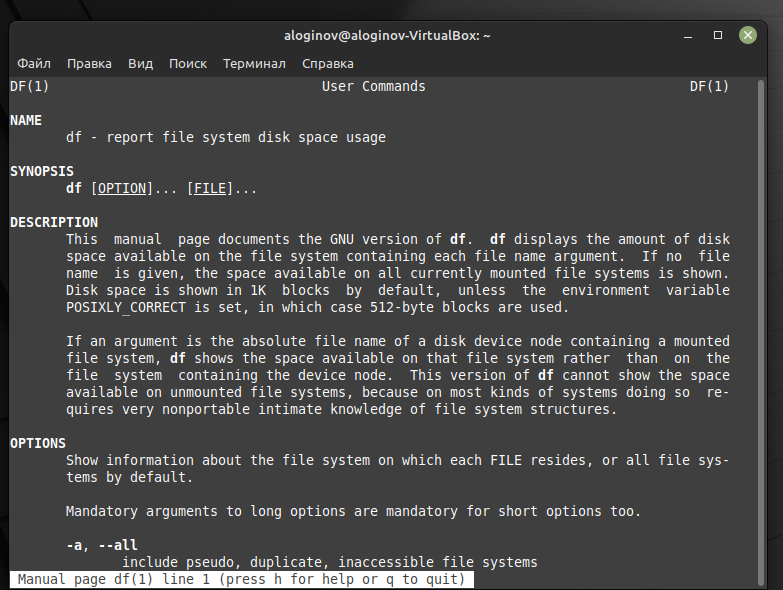 aloginov@aloginov-VirtualBox: ~
Файл Правка Вид Поиск Терминал Справка
DF(1) User Commands DF(1)
NAME
df - report file system disk space usage
SYNOPSIS
df [OPTION]... [FILE]...
DESCRIPTION
This manual page documents the GNU version of df. df displays the amount of disk
space available on the file system containing each file name argument. If no file
name is given, the space available on all currently mounted file systems is shown.
Disk space is shown in 1K blocks by default, unless the environment variable
POSIXLY_CORRECT is set, in which case 512-byte blocks are used.
If an argument is the absolute file name of a disk device node containing a mounted
file system, df shows the space available on that file system rather than on the
file system containing the device node. This version of df cannot show the space
available on unmounted file systems, because on most kinds of systems doing so re-
quires very nonportable intimate knowledge of file system structures.
OPTIONS
Show information about the file system on which each FILE resides, or all file sys-
tems by default.
Mandatory arguments to long options are mandatory for short options too.
-a, --all
include pseudo, duplicate, inaccessible file systems
Manual page df(1) line 1 (press h for help or q to quit)